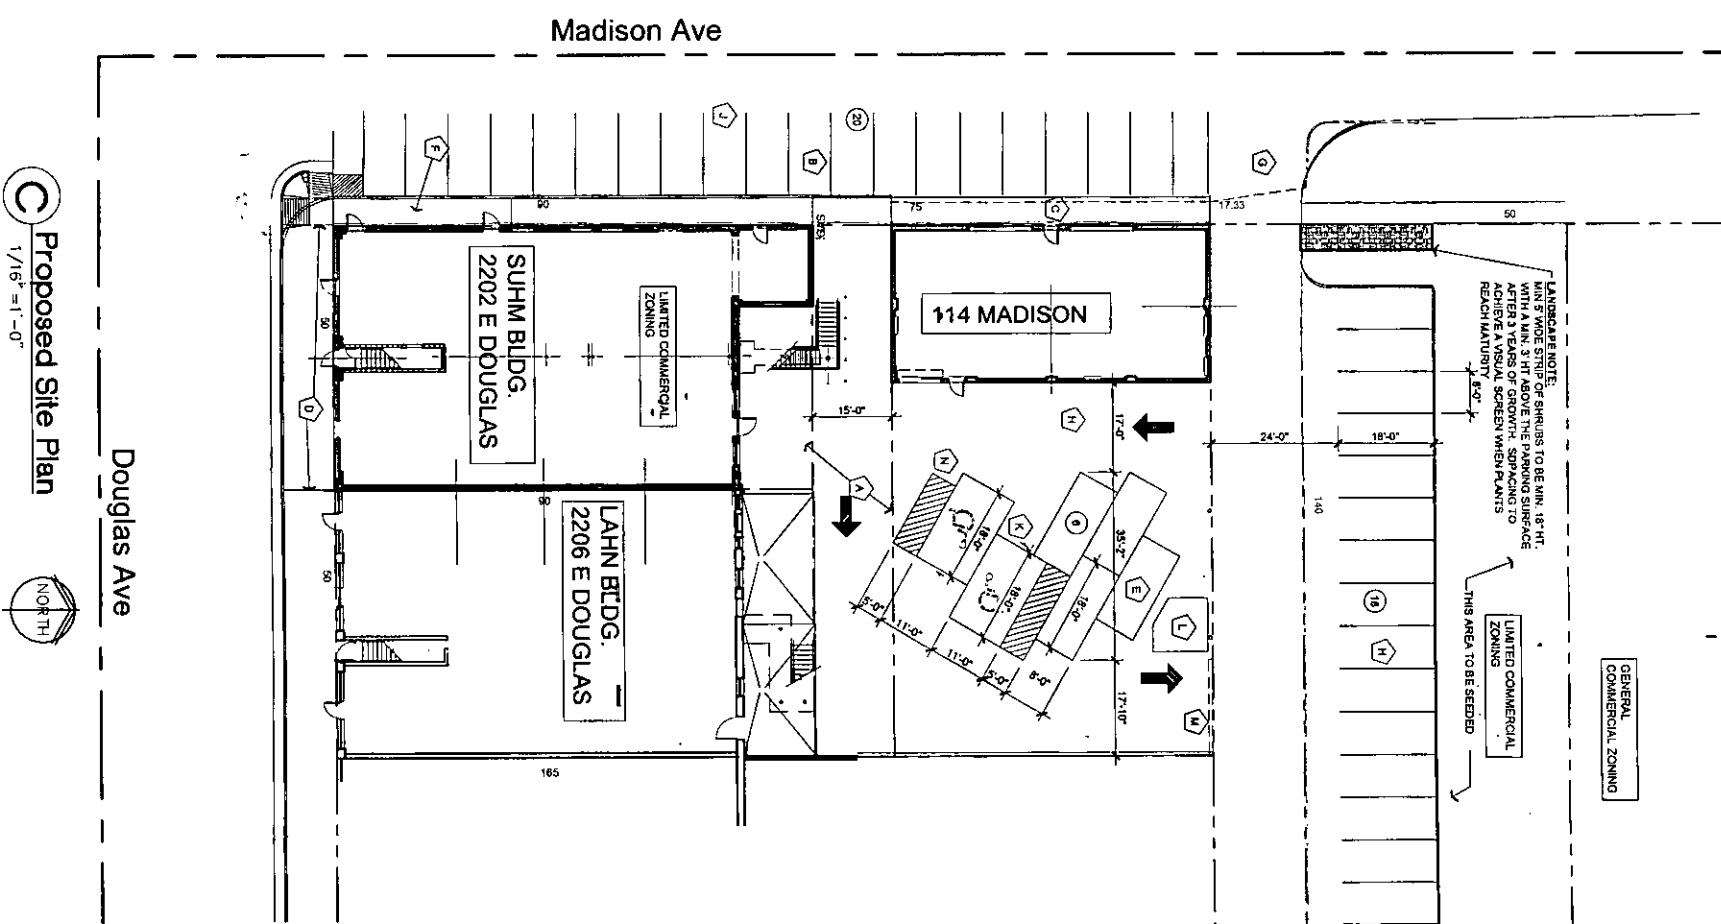 Madison Ave
C
Proposed Site Plan
1/16" = 1'-0"
Douglas Ave
NORTH
SUHM BLDG.
2202 E DOUGLAS
LIMITED COMMERCIAL
ZONING
LAHN BLDG.
2206 E DOUGLAS
114 MADISON
LANDSCAPE NOTE:
MIN 5' WIDE STRIP OF SHRUBS TO BE MIN. 18" HT.
WITH A MIN. 3' HT ABOVE THE PARKING SURFACE
AFTER 3 YEARS OF GROWTH. SDPACING TO
ACHIEVE A VISUAL SCREEN WHEN PLANTS
REACH MATURITY
THIS AREA TO BE SEEDED
LIMITED COMMERCIAL
ZONING
GENERAL
COMMERCIAL ZONING
F
J
B
20
G
C
90
75
17.33
50
D
50
90
50
165
15'-0"
A
H
17'-0"
24'-0"
18'-0"
8'-0"
140
N
K
6
35'-2"
E
L
M
18'-0"
18'-0"
18'-0"
5'-0"
11'-0"
11'-0"
5'-0"
8'-0"
17'-10"
18
H